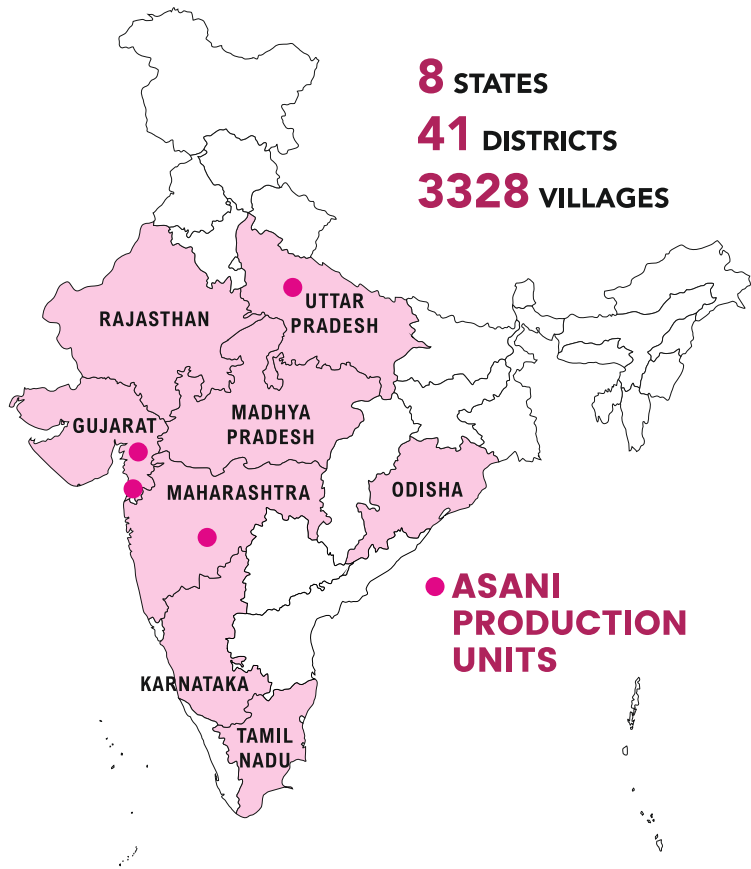 8 STATES
41 DISTRICTS
3328 VILLAGES
RAJASTHAN
UTTAR
PRADESH
GUJARAT
MADHYA
PRADESH
MAHARASHTRA
ODISHA
ASANI
PRODUCTION
UNITS
KARNATAKA
TAMIL
NADU